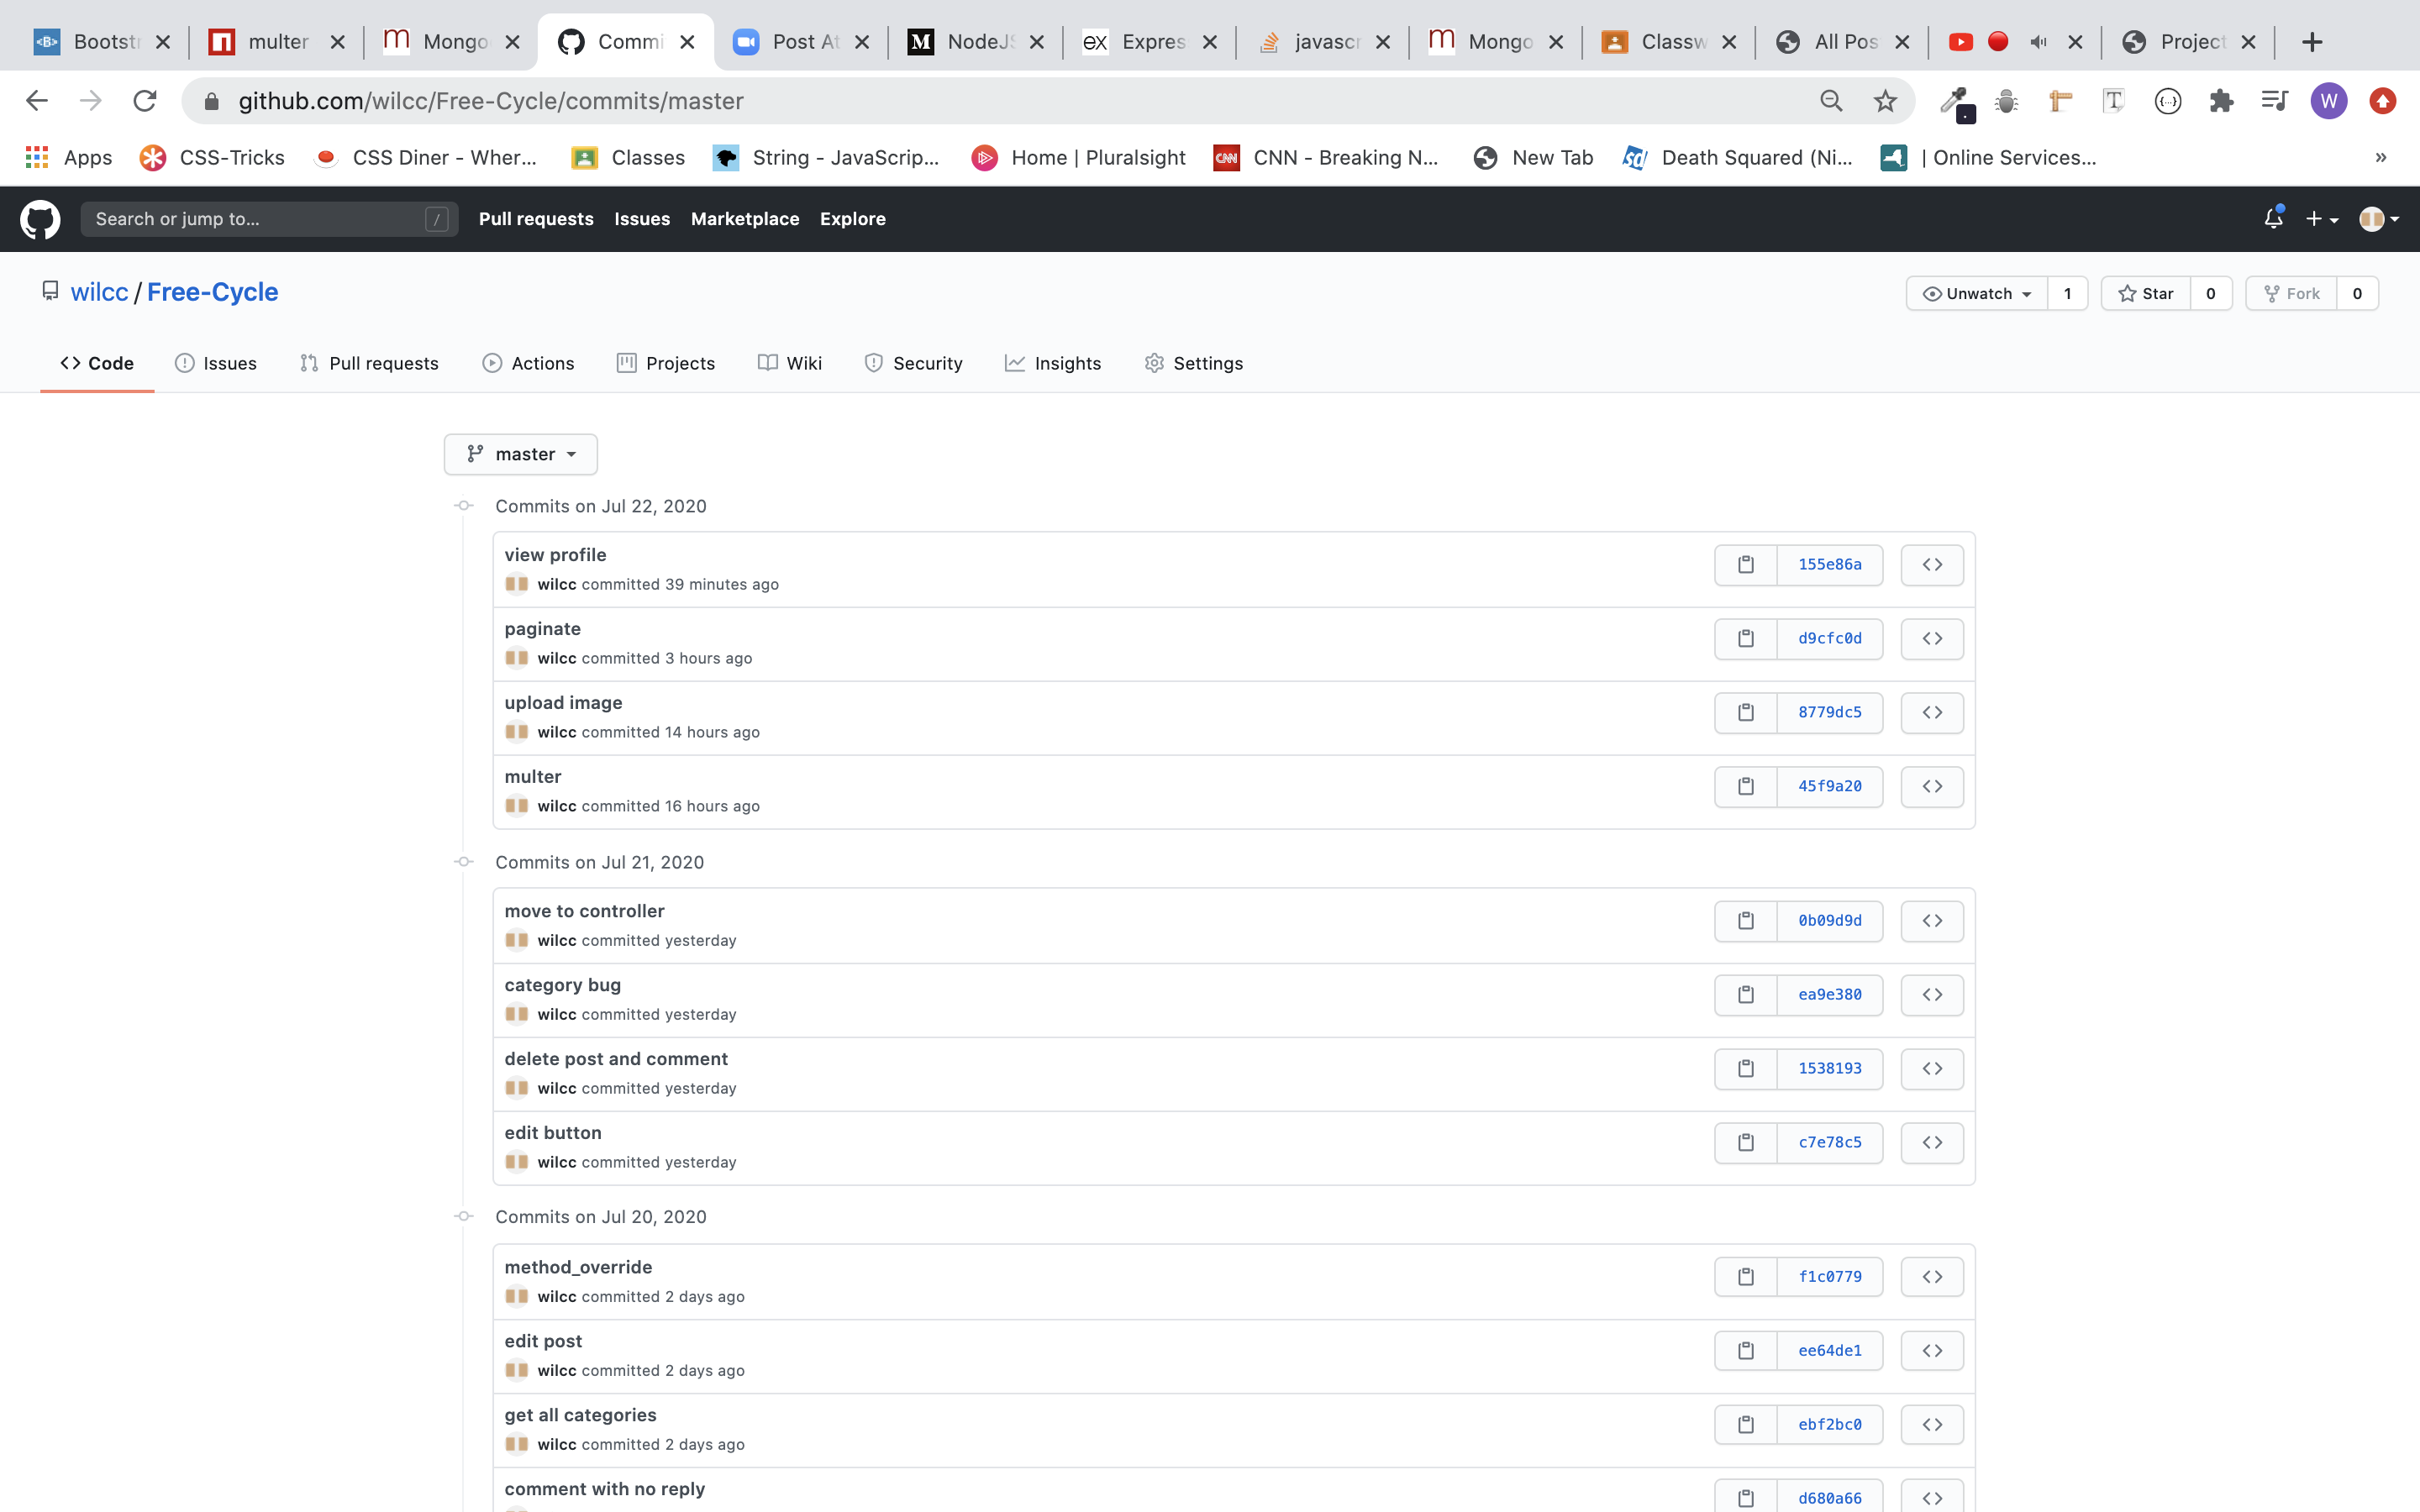 Bootst multer Mongo Commi Post At NodeJS Expres javascr Mongo Classw All Pos Project
github.com/wilcc/Free-Cycle/commits/master
Apps CSS-Tricks CSS Diner - Wher... Classes String - JavaScrip... Home | Pluralsight CNN - Breaking N... New Tab Death Squared (Ni... | Online Services... »
Search or jump to... / Pull requests Issues Marketplace Explore
wilcc / Free-Cycle Unwatch 1 Star 0 Fork 0
Code Issues Pull requests Actions Projects Wiki Security Insights Settings
master
Commits on Jul 22, 2020
view profile
wilcc committed 39 minutes ago 155e86a
paginate
wilcc committed 3 hours ago d9cfc0d
upload image
wilcc committed 14 hours ago 8779dc5
multer
wilcc committed 16 hours ago 45f9a20
Commits on Jul 21, 2020
move to controller
wilcc committed yesterday 0b09d9d
category bug
wilcc committed yesterday ea9e380
delete post and comment
wilcc committed yesterday 1538193
edit button
wilcc committed yesterday c7e78c5
Commits on Jul 20, 2020
method_override
wilcc committed 2 days ago f1c0779
edit post
wilcc committed 2 days ago ee64de1
get all categories
wilcc committed 2 days ago ebf2bc0
comment with no reply d680a66